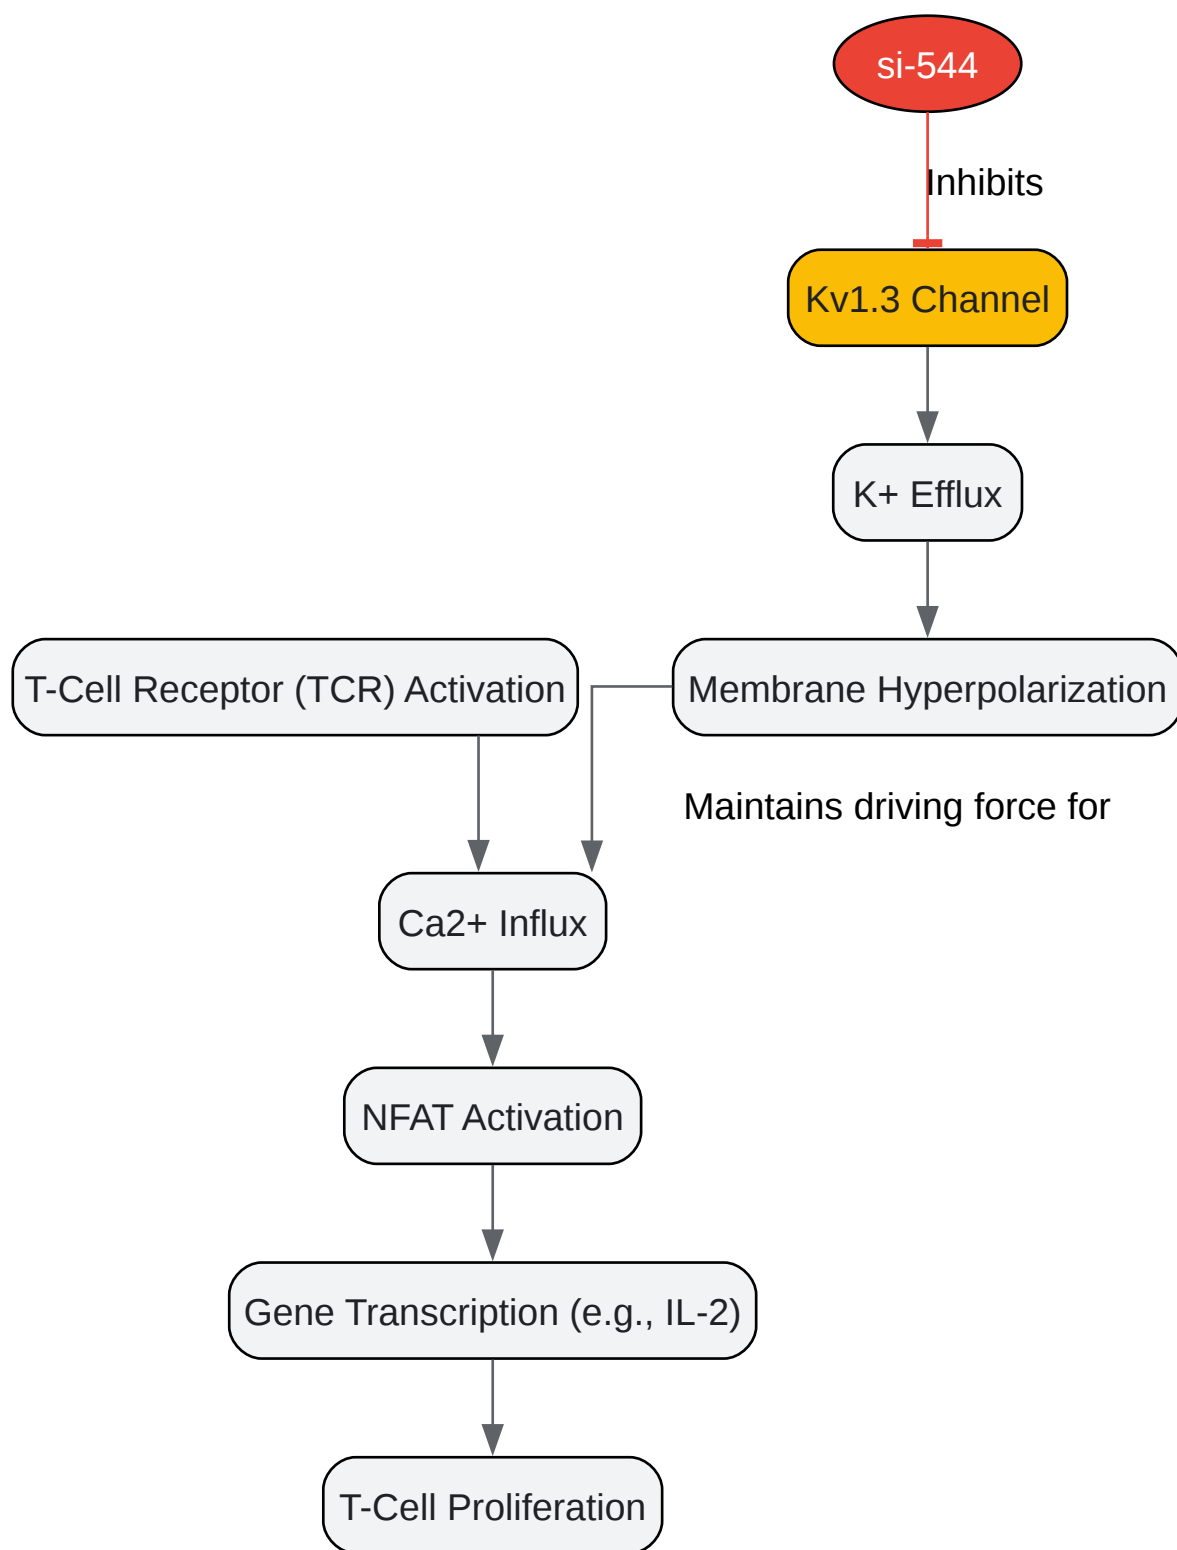 si-544
Inhibits
Kv1.3 Channel
K+ Efflux
T-Cell Receptor (TCR) Activation
Membrane Hyperpolarization
Maintains driving force for
Ca2+ Influx
NFAT Activation
Gene Transcription (e.g., IL-2)
T-Cell Proliferation